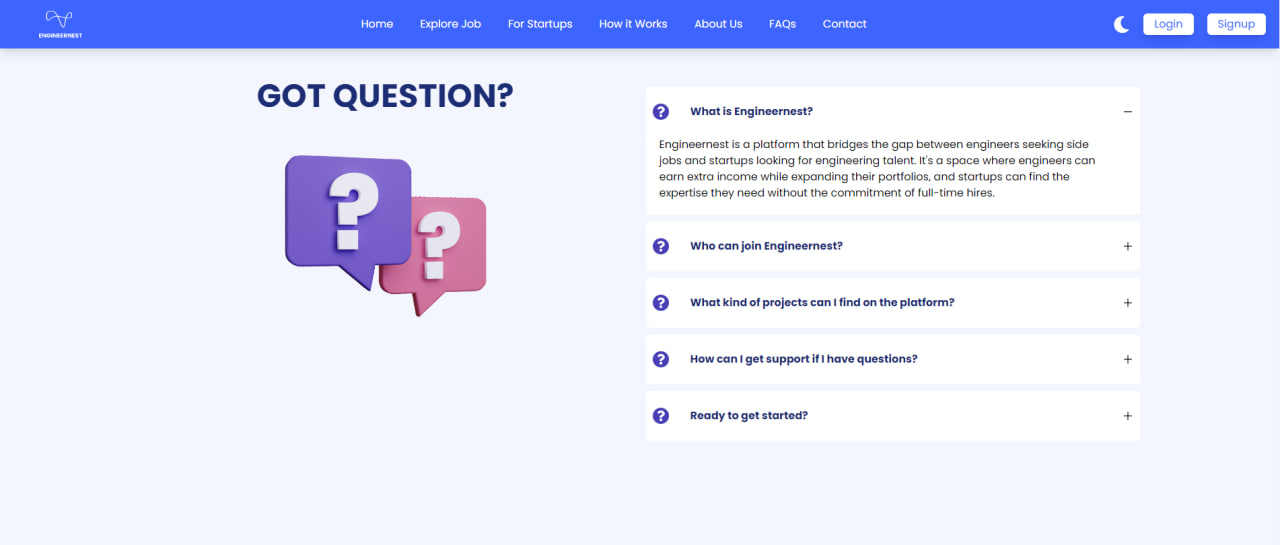 ENGINEERNEST
Home Explore Job For Startups How it Works About Us FAQs Contact
Login Signup
GOT QUESTION?
? ?
What is Engineernest?
Engineernest is a platform that bridges the gap between engineers seeking side
jobs and startups looking for engineering talent. It's a space where engineers can
earn extra income while expanding their portfolios, and startups can find the
expertise they need without the commitment of full-time hires.
Who can join Engineernest?
What kind of projects can I find on the platform?
How can I get support if I have questions?
Ready to get started?